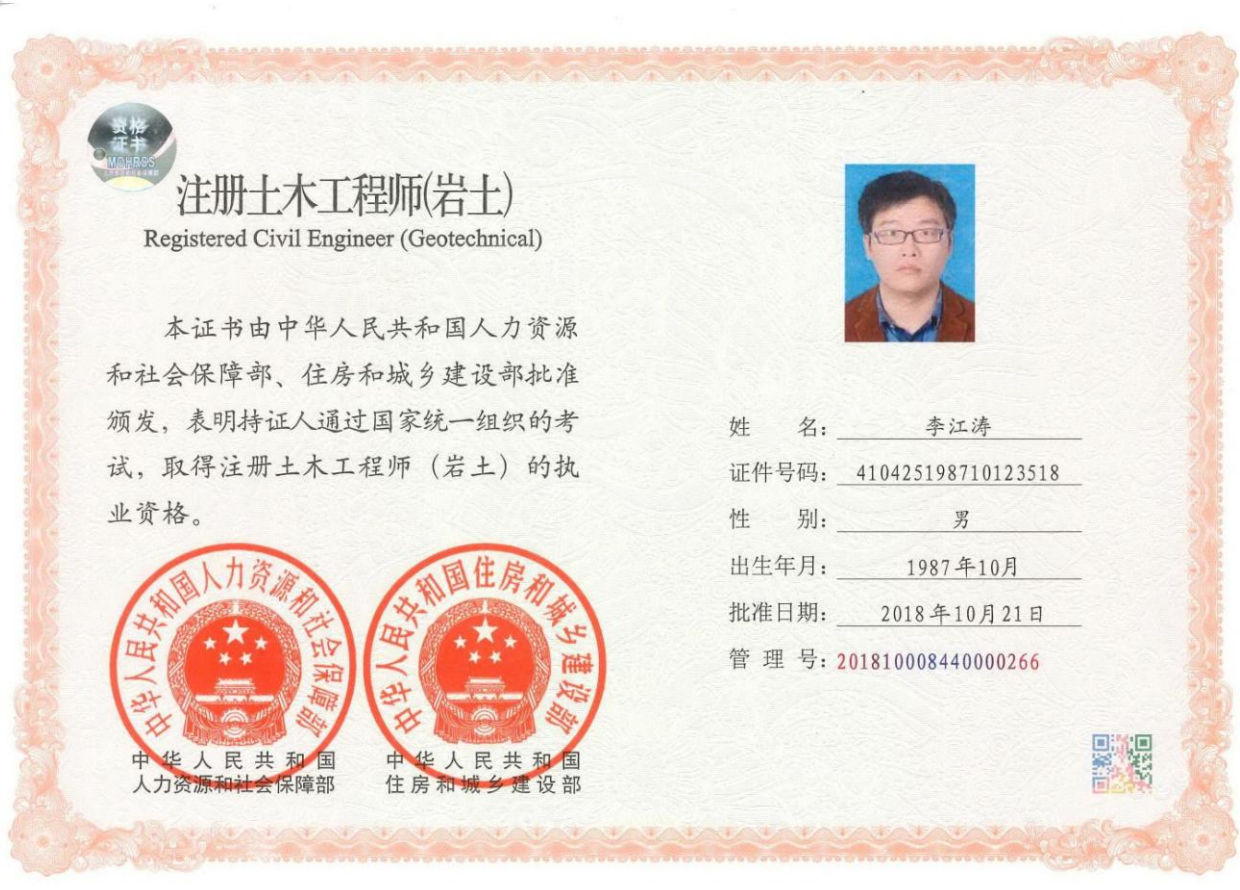 资格
证书
MOHRSS
注册土木工程师(岩土)
Registered Civil Engineer (Geotechnical)
本证书由中华人民共和国人力资源
和社会保障部、住房和城乡建设部批准
颁发，表明持证人通过国家统一组织的考
试，取得注册土木工程师（岩土）的执
业资格。
中华人民共和国人力资源和社会保障部
中华人民共和国住房和城乡建设部
中华人民共和国
人力资源和社会保障部
中华人民共和国
住房和城乡建设部
姓 名：李江涛
证件号码：410425198710123518
性 别：男
出生年月：1987年10月
批准日期：2018年10月21日
管 理 号：201810008440000266